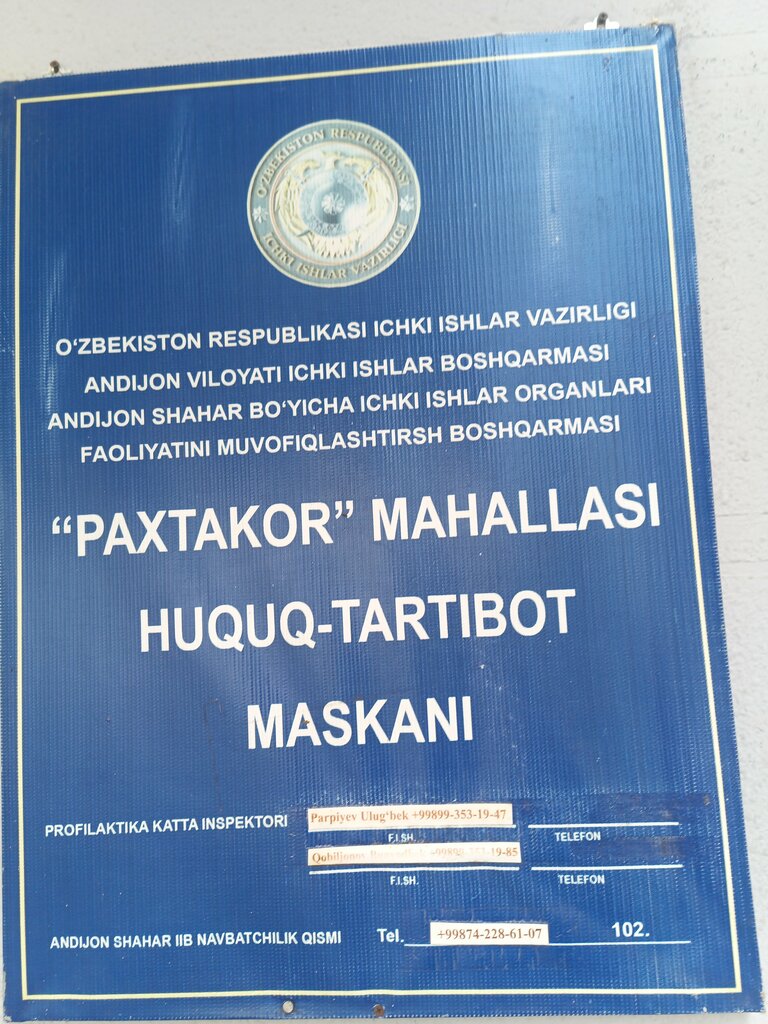 O‘ZBEKISTON RESPUBLIKASI
ICHKI ISHLAR VAZIRLIGI
O‘ZBEKISTON RESPUBLIKASI ICHKI ISHLAR VAZIRLIGI
ANDIJON VILOYATI ICHKI ISHLAR BOSHQARMASI
ANDIJON SHAHAR BO‘YICHA ICHKI ISHLAR ORGANLARI
FAOLIYATINI MUVOFIQLASHTIRSH BOSHQARMASI
“PAXTAKOR” MAHALLASI
HUQUQ-TARTIBOT
MASKANI
PROFILAKTIKA KATTA INSPEKTORI Parpiyev Ulug‘bek +99899-353-19-47
F.I.SH. TELEFON
F.I.SH. TELEFON
ANDIJON SHAHAR IIB NAVBATCHILIK QISMI Tel. +99874-228-61-07 102.